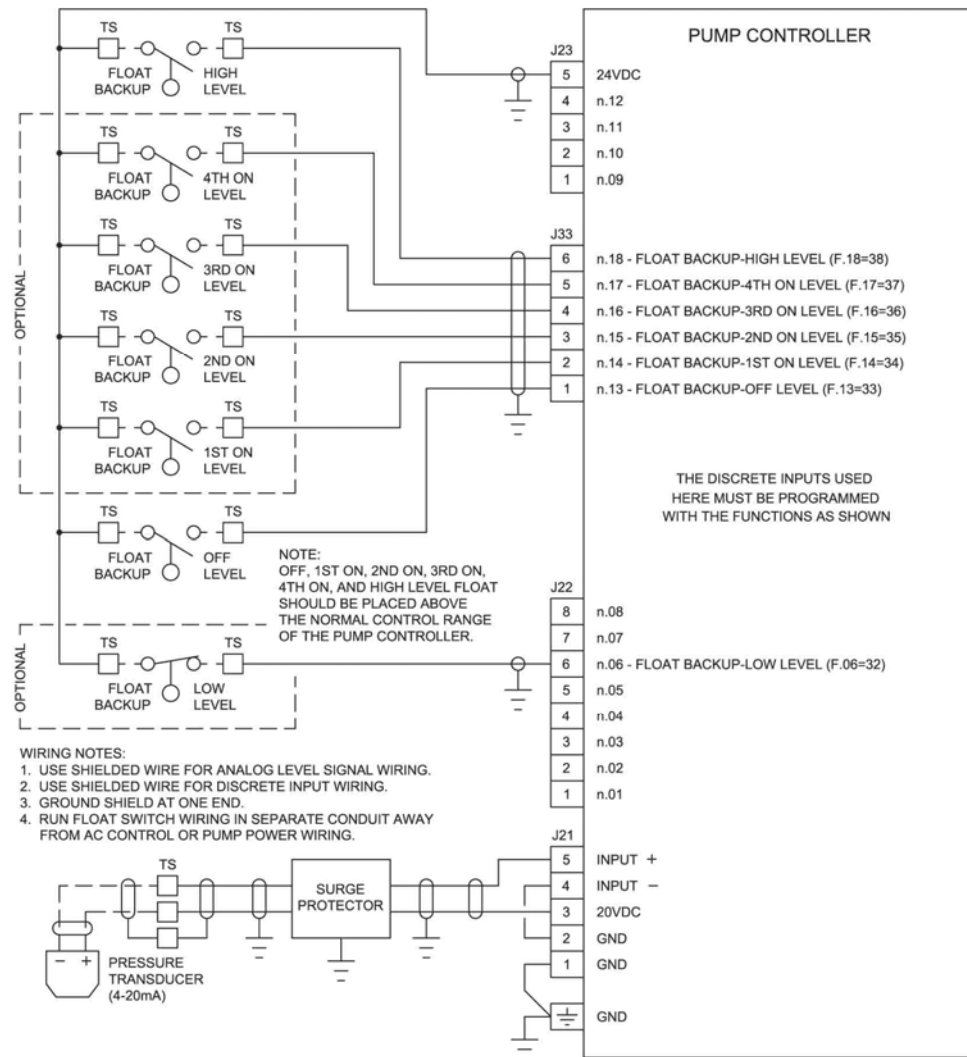 PUMP CONTROLLER
TS
TS
FLOAT
BACKUP
HIGH
LEVEL
OPTIONAL
TS
TS
FLOAT
BACKUP
4TH ON
LEVEL
TS
TS
FLOAT
BACKUP
3RD ON
LEVEL
TS
TS
FLOAT
BACKUP
2ND ON
LEVEL
TS
TS
FLOAT
BACKUP
1ST ON
LEVEL
TS
TS
FLOAT
BACKUP
OFF
LEVEL
NOTE:
OFF, 1ST ON, 2ND ON, 3RD ON,
4TH ON, AND HIGH LEVEL FLOAT
SHOULD BE PLACED ABOVE
THE NORMAL CONTROL RANGE
OF THE PUMP CONTROLLER.
OPTIONAL
TS
TS
FLOAT
BACKUP
LOW
LEVEL
WIRING NOTES:
1. USE SHIELDED WIRE FOR ANALOG LEVEL SIGNAL WIRING.
2. USE SHIELDED WIRE FOR DISCRETE INPUT WIRING.
3. GROUND SHIELD AT ONE END.
4. RUN FLOAT SWITCH WIRING IN SEPARATE CONDUIT AWAY
FROM AC CONTROL OR PUMP POWER WIRING.
TS
SURGE
PROTECTOR
- +
PRESSURE
TRANSDUCER
(4-20mA)
J23
5 24VDC
4 n.12
3 n.11
2 n.10
1 n.09
J33
6 n.18 - FLOAT BACKUP-HIGH LEVEL (F.18=38)
5 n.17 - FLOAT BACKUP-4TH ON LEVEL (F.17=37)
4 n.16 - FLOAT BACKUP-3RD ON LEVEL (F.16=36)
3 n.15 - FLOAT BACKUP-2ND ON LEVEL (F.15=35)
2 n.14 - FLOAT BACKUP-1ST ON LEVEL (F.14=34)
1 n.13 - FLOAT BACKUP-OFF LEVEL (F.13=33)
THE DISCRETE INPUTS USED
HERE MUST BE PROGRAMMED
WITH THE FUNCTIONS AS SHOWN
J22
8 n.08
7 n.07
6 n.06 - FLOAT BACKUP-LOW LEVEL (F.06=32)
5 n.05
4 n.04
3 n.03
2 n.02
1 n.01
J21
5 INPUT +
4 INPUT -
3 20VDC
2 GND
1 GND
GND